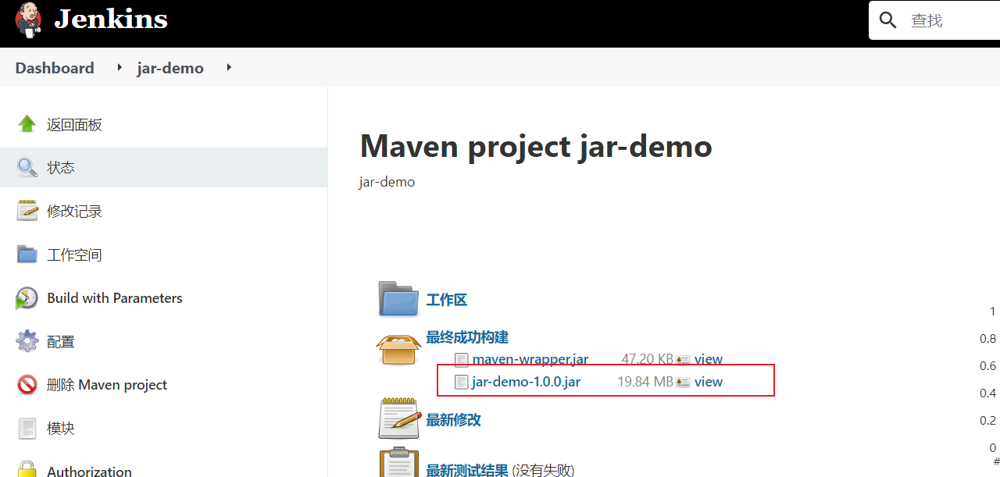 Jenkins
查找
Dashboard jar-demo
返回面板
状态
修改记录
工作空间
Build with Parameters
配置
删除 Maven project
模块
Authorization
Maven project jar-demo
jar-demo
工作区
最终成功构建
maven-wrapper.jar 47.20 KB view
jar-demo-1.0.0.jar 19.84 MB view
最新修改
最新测试结果 (没有失败)
1
0.8
0.6
0.4
0.2
0
#